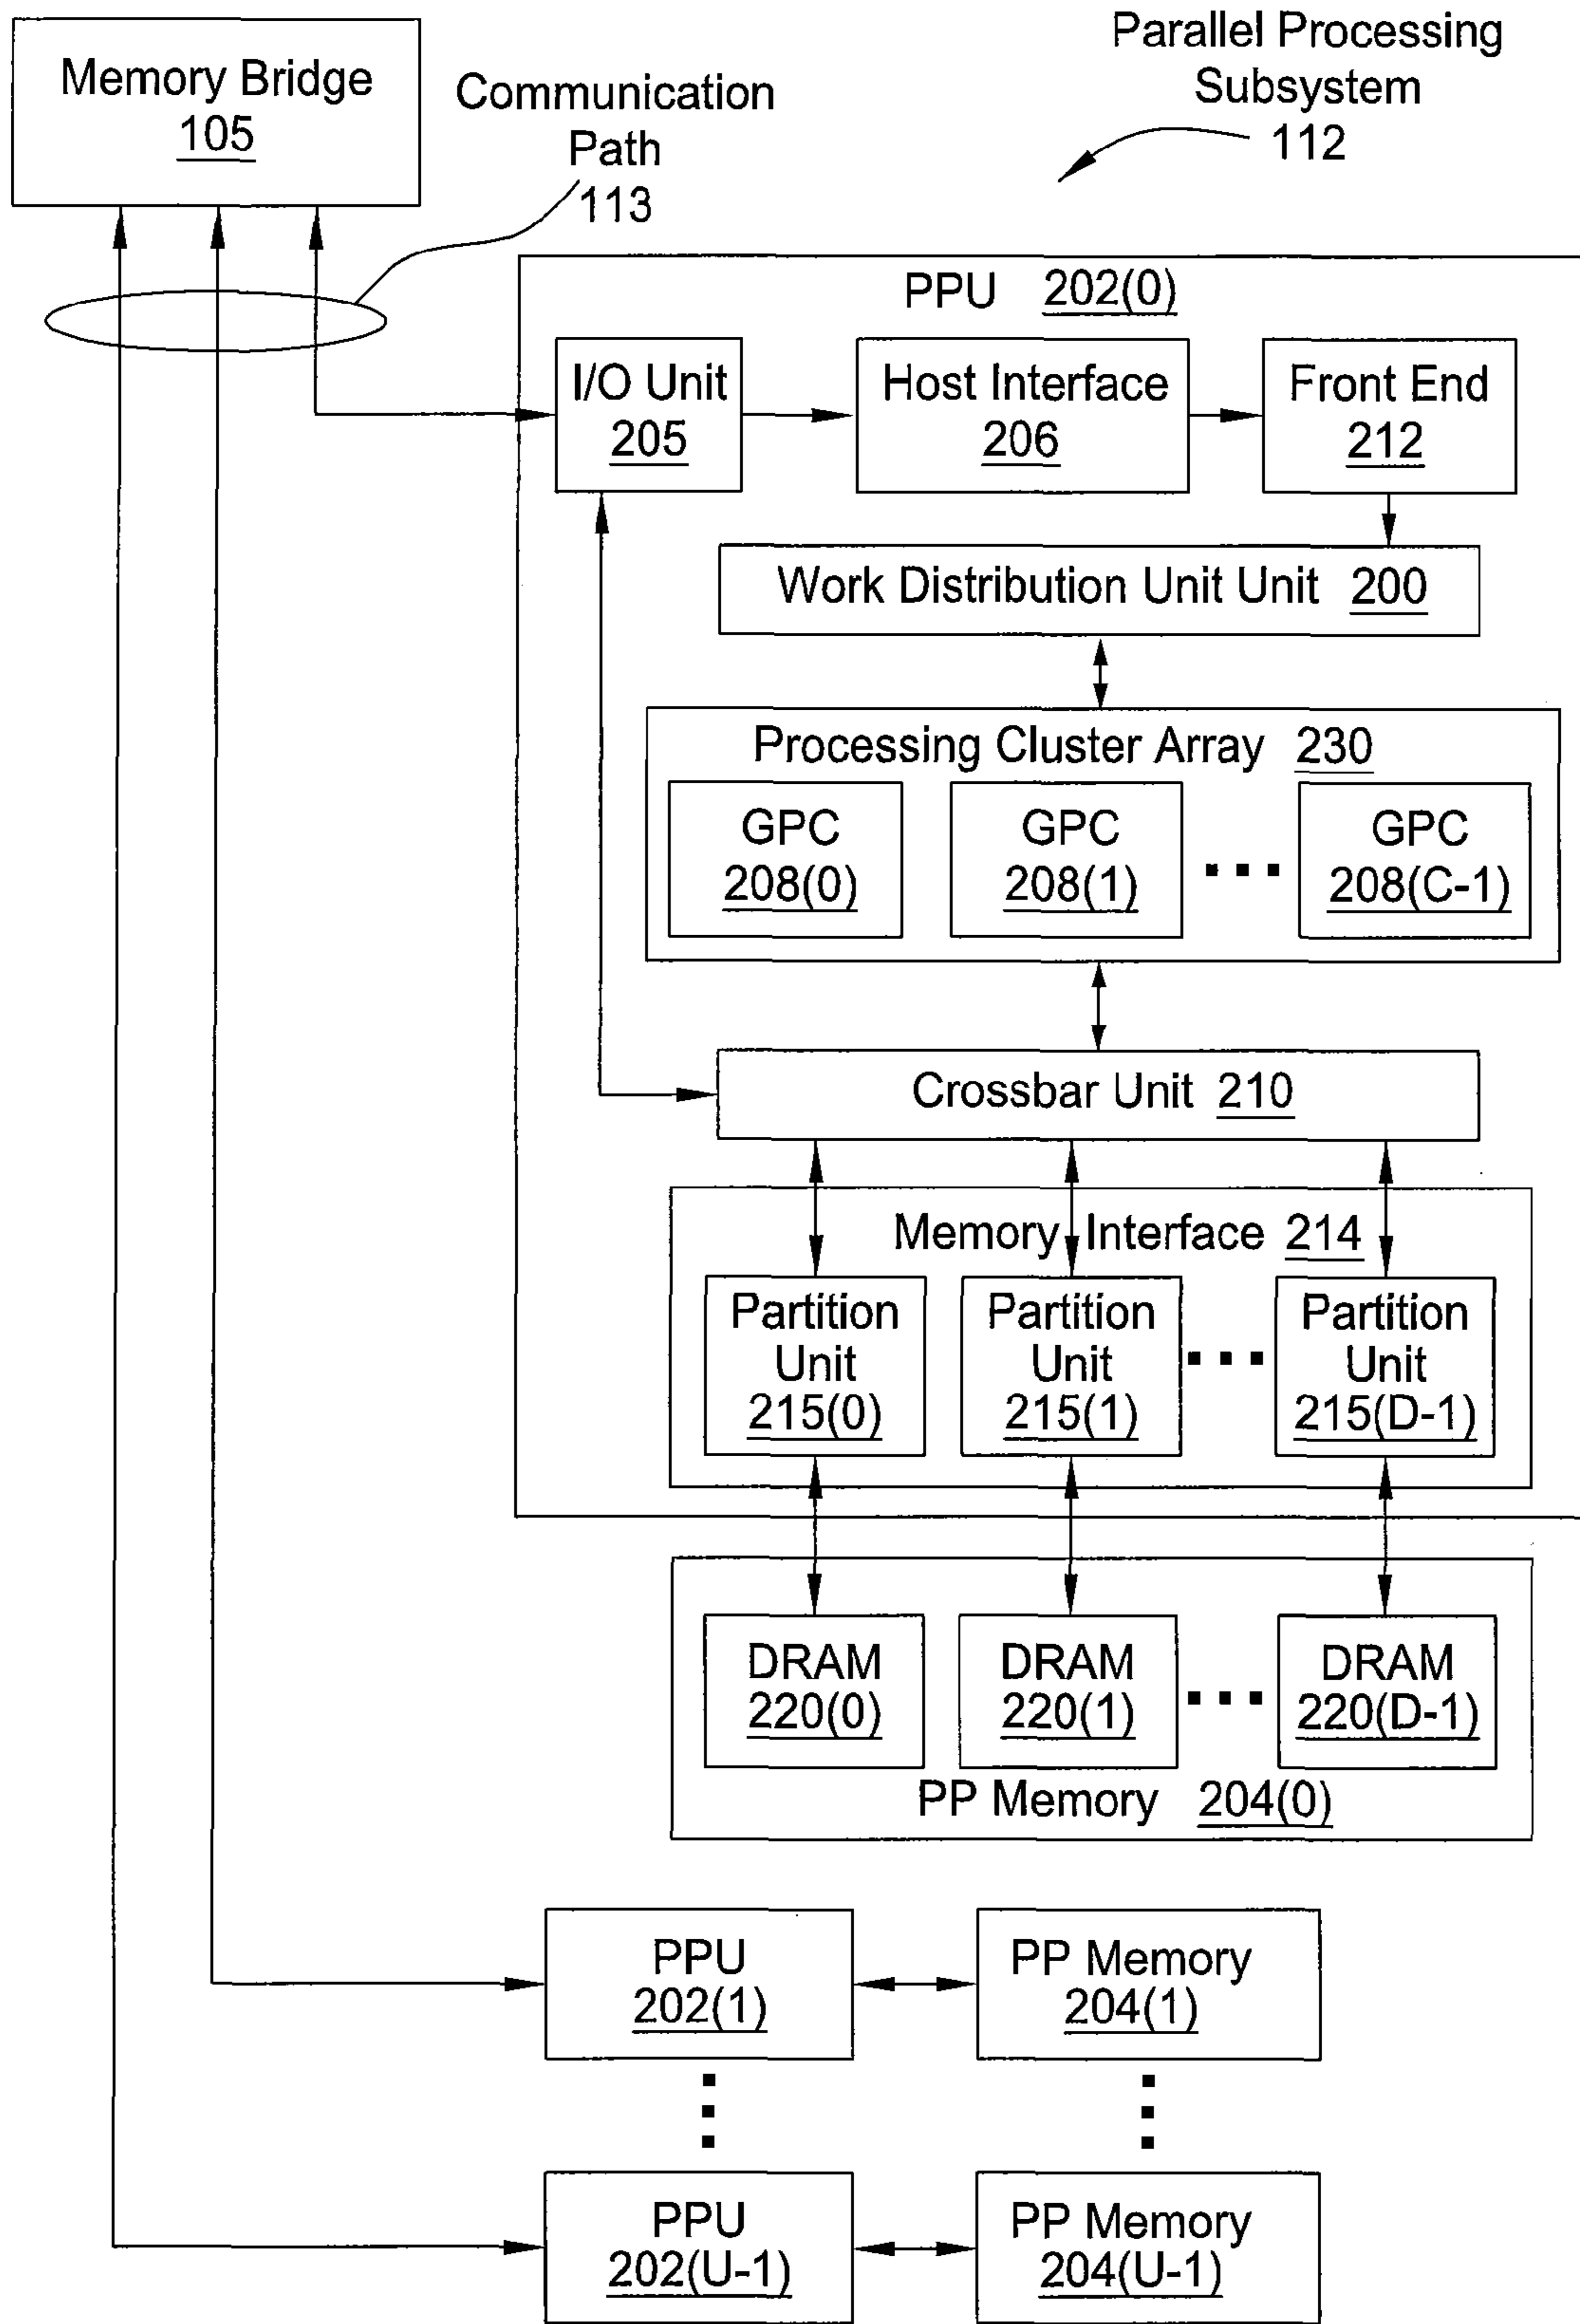 Parallel Processing
Subsystem
112
Memory Bridge
105
Communication
Path
113
PPU 202(0)
I/O Unit
205
Host Interface
206
Front End
212
Work Distribution Unit Unit 200
Processing Cluster Array 230
GPC
208(0)
GPC
208(1)
GPC
208(C-1)
Crossbar Unit 210
Memory Interface 214
Partition
Unit
215(0)
Partition
Unit
215(1)
Partition
Unit
215(D-1)
DRAM
220(0)
DRAM
220(1)
DRAM
220(D-1)
PP Memory 204(0)
PPU
202(1)
PP Memory
204(1)
PPU
202(U-1)
PP Memory
204(U-1)